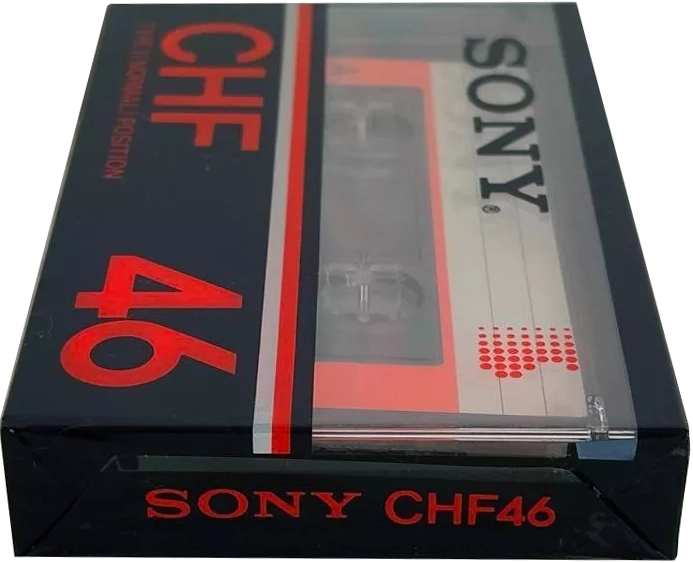 SONY®
CHF
TYPE I (NORMAL) POSITION
46
A
SONY CHF46